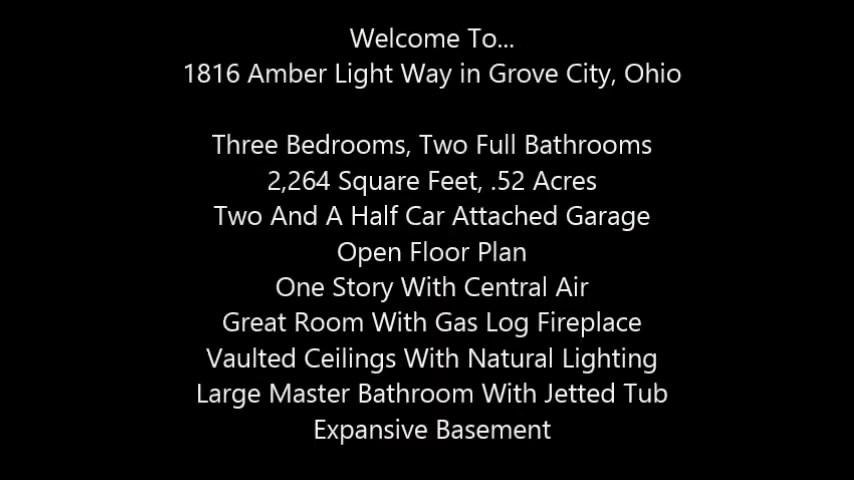 Welcome To...
1816 Amber Light Way in Grove City, Ohio
Three Bedrooms, Two Full Bathrooms
2,264 Square Feet, .52 Acres
Two And A Half Car Attached Garage
Open Floor Plan
One Story With Central Air
Great Room With Gas Log Fireplace
Vaulted Ceilings With Natural Lighting
Large Master Bathroom With Jetted Tub
Expansive Basement